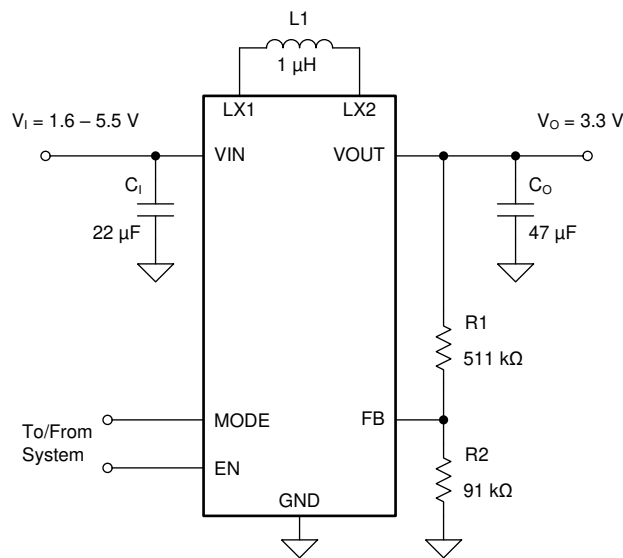 L1
1 µH
LX1 LX2
V_I = 1.6 – 5.5 V
V_O = 3.3 V
VIN VOUT
C_I
22 µF
C_O
47 µF
R1
511 kΩ
To/From
System
MODE
FB
EN
R2
91 kΩ
GND